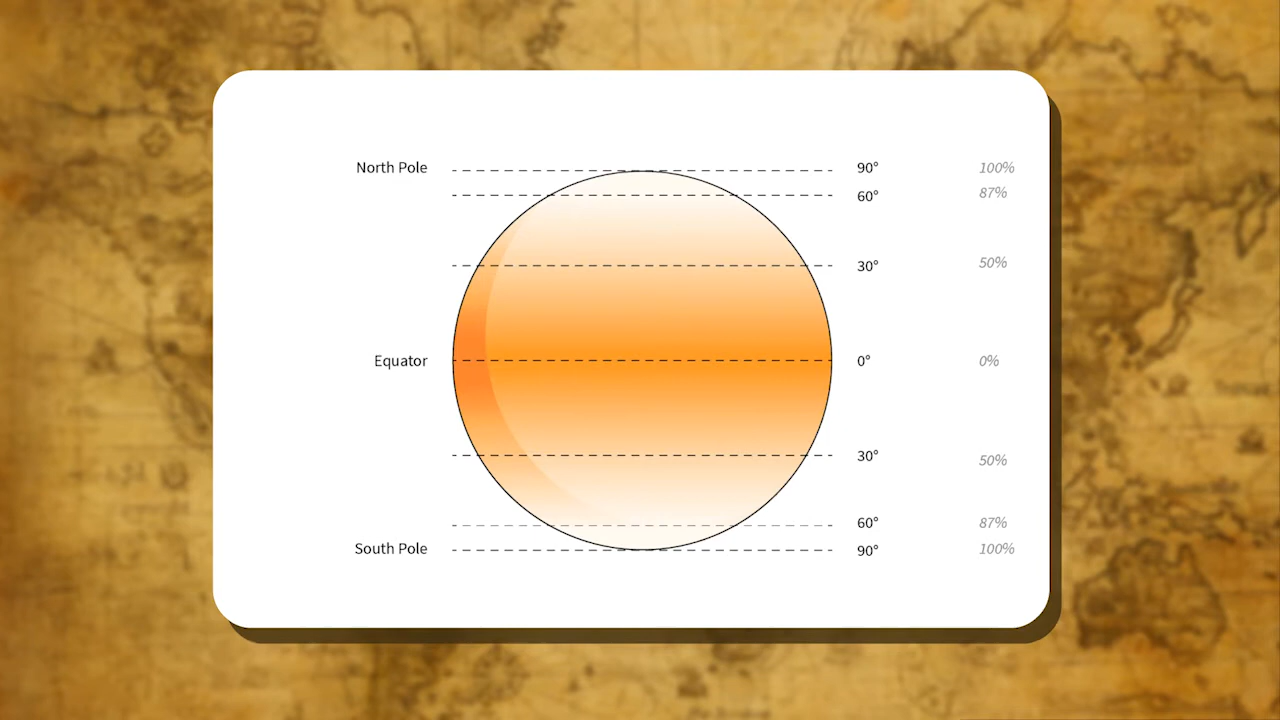 North Pole 90° 100%
60° 87%
30° 50%
Equator 0° 0%
30° 50%
60° 87%
South Pole 90° 100%